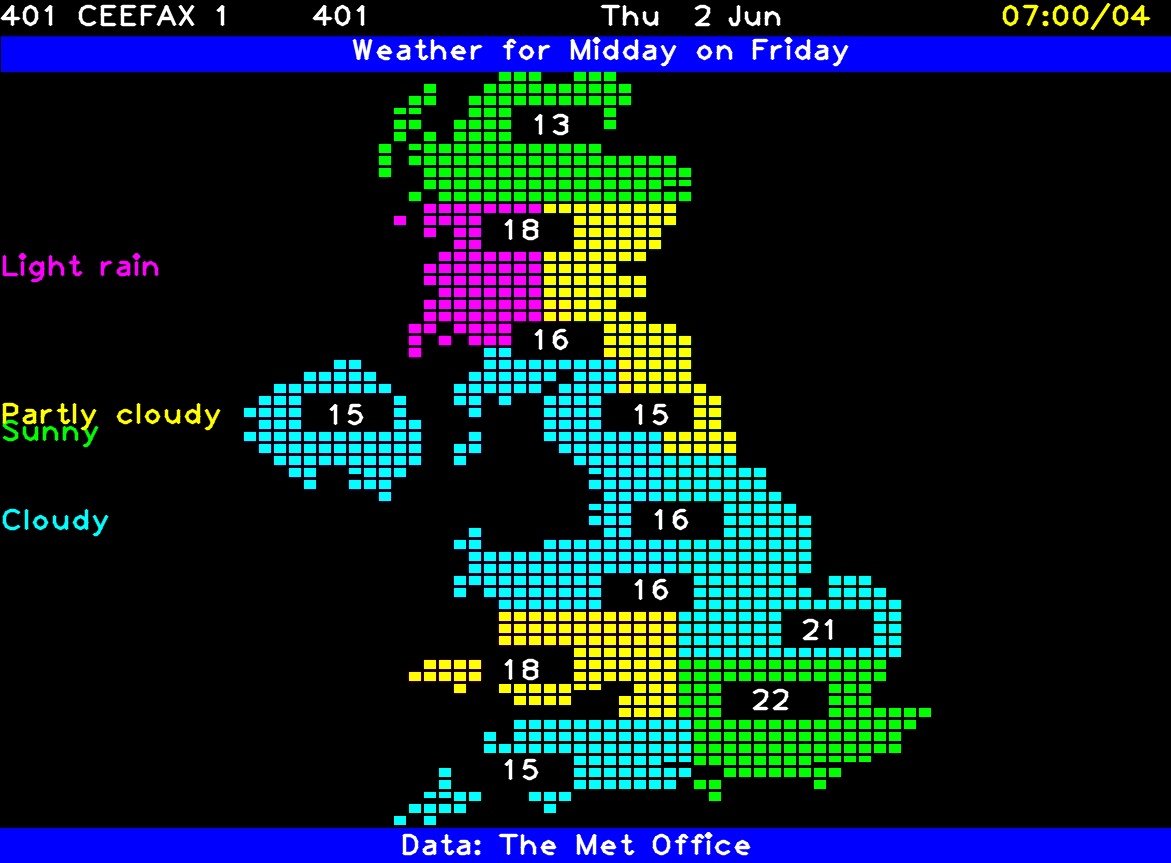 401 CEEFAX 1 401 Thu 2 Jun 07:00/04
Weather for Midday on Friday
13
18
Light rain
16
Partly cloudy 15 15
Sunny
Cloudy 16
16
21
18
22
15
Data: The Met Office